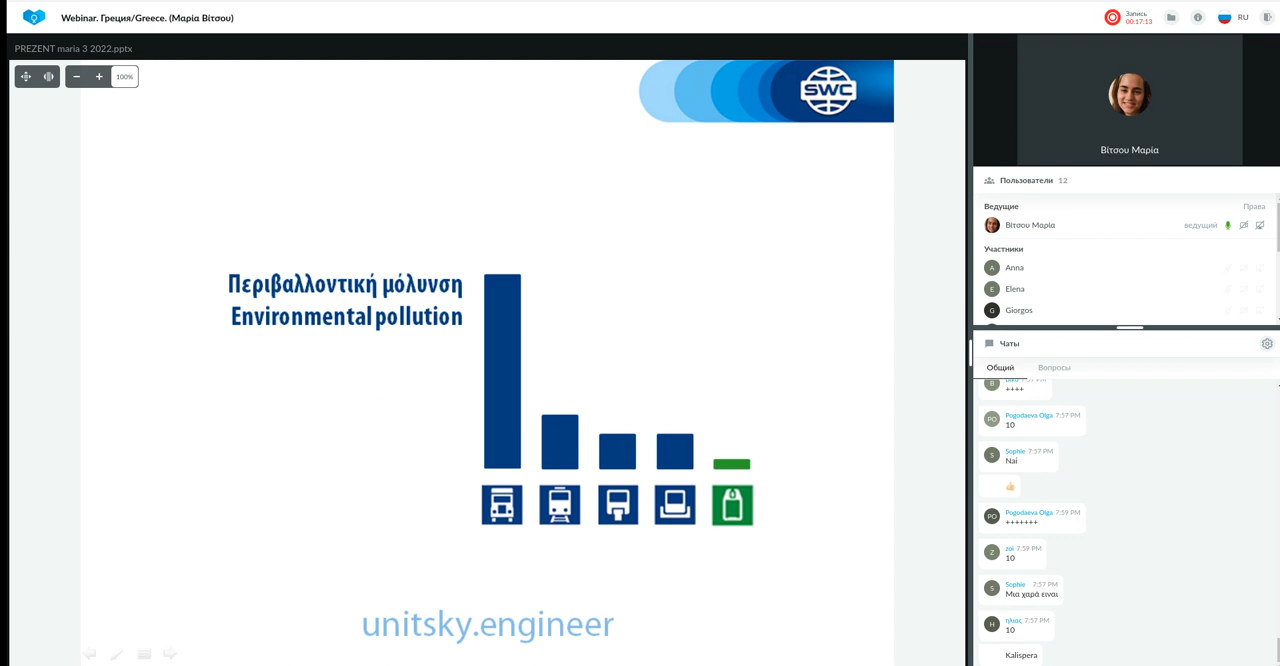 Webinar. Греция/Greece. (Μαρία Βίτσου)
Запись
00:17:13
RU
PREZENT maria 3 2022.pptx
100%
SWC
Περιβαλλοντική μόλυνση
Environmental pollution
unitsky.engineer
Βίτσου Μαρία
Пользователи 12
Ведущие
Права
Βίτσου Μαρία
ведущий
Участники
A Anna
E Elena
G Giorgos
Чаты
Общий
Вопросы
++++
PO Pogodaeva Olga 7:57 PM
10
S Sophie 7:57 PM
Nai
PO Pogodaeva Olga 7:59 PM
+++++++
Z zoi 7:59 PM
10
S Sophie 7:57 PM
Μια χαρά ειναι
Η ηλιας 7:57 PM
10
Kalispera